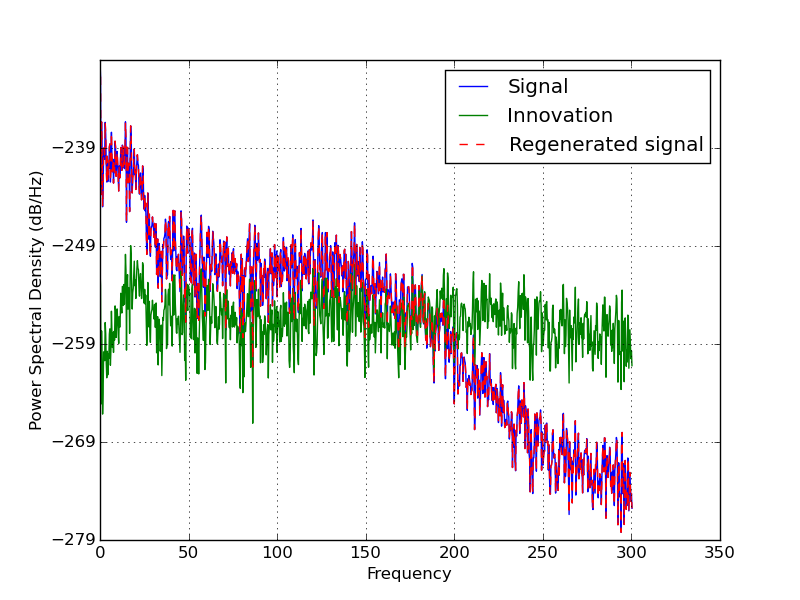 Signal
Innovation
Regenerated signal
Power Spectral Density (dB/Hz)
−239
−249
−259
−269
−279
0 50 100 150 200 250 300 350
Frequency